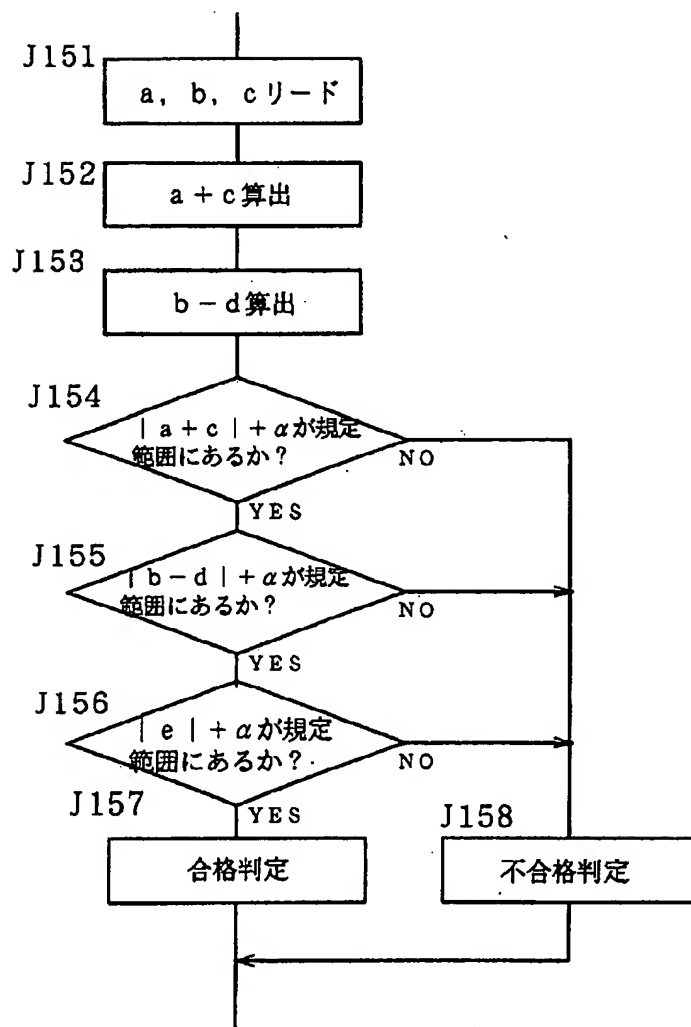 J151
a, b, cリード
J152
a+c算出
J153
b-d算出
J154
|a+c|+αが規定
範囲にあるか?
NO
YES
J155
|b-d|+αが規定
範囲にあるか?
NO
YES
J156
|e|+αが規定
範囲にあるか?
NO
YES
J157
合格判定
J158
不合格判定